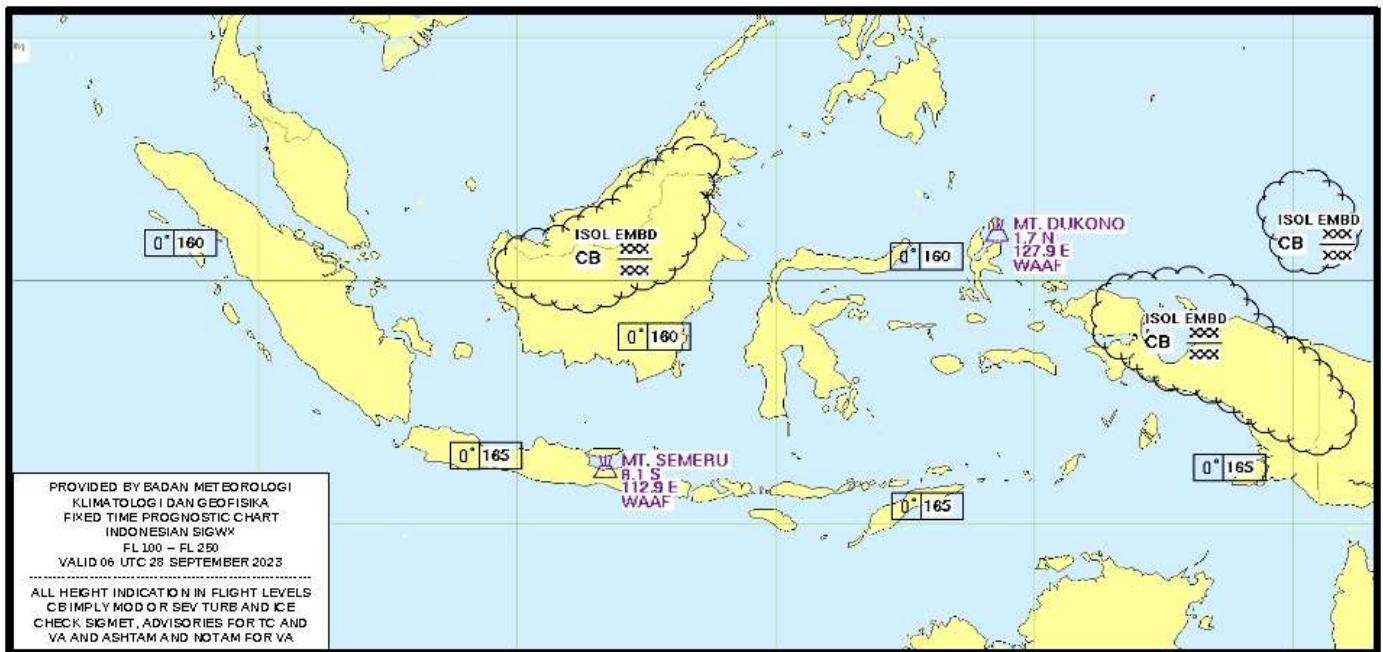 ISOL EMBD
CB XXX
XXX
0° 160
MT. DUKONO
1.7 N
127.9 E
WAAF
0° 160
ISOL EMBD
CB XXX
XXX
0° 160
ISOL EMBD
CB XXX
XXX
0° 165
MT. SEMERU
8.1 S
112.9 E
WAAF
0° 165
0° 165
PROVIDED BY BADAN METEOROLOGI
KLIMATOLOGI DAN GEOFISIKA
FIXED TIME PROGNOSTIC CHART
INDONESIAN SIGWX
FL 100 – FL 250
VALID 06 UTC 28 SEPTEMBER 2023
ALL HEIGHT INDICATION IN FLIGHT LEVELS
CB IMPLY MOD OR SEV TURB AND ICE
CHECK SIGMET, ADVISORIES FOR TC AND
VA AND ASHTAM AND NOTAM FOR VA